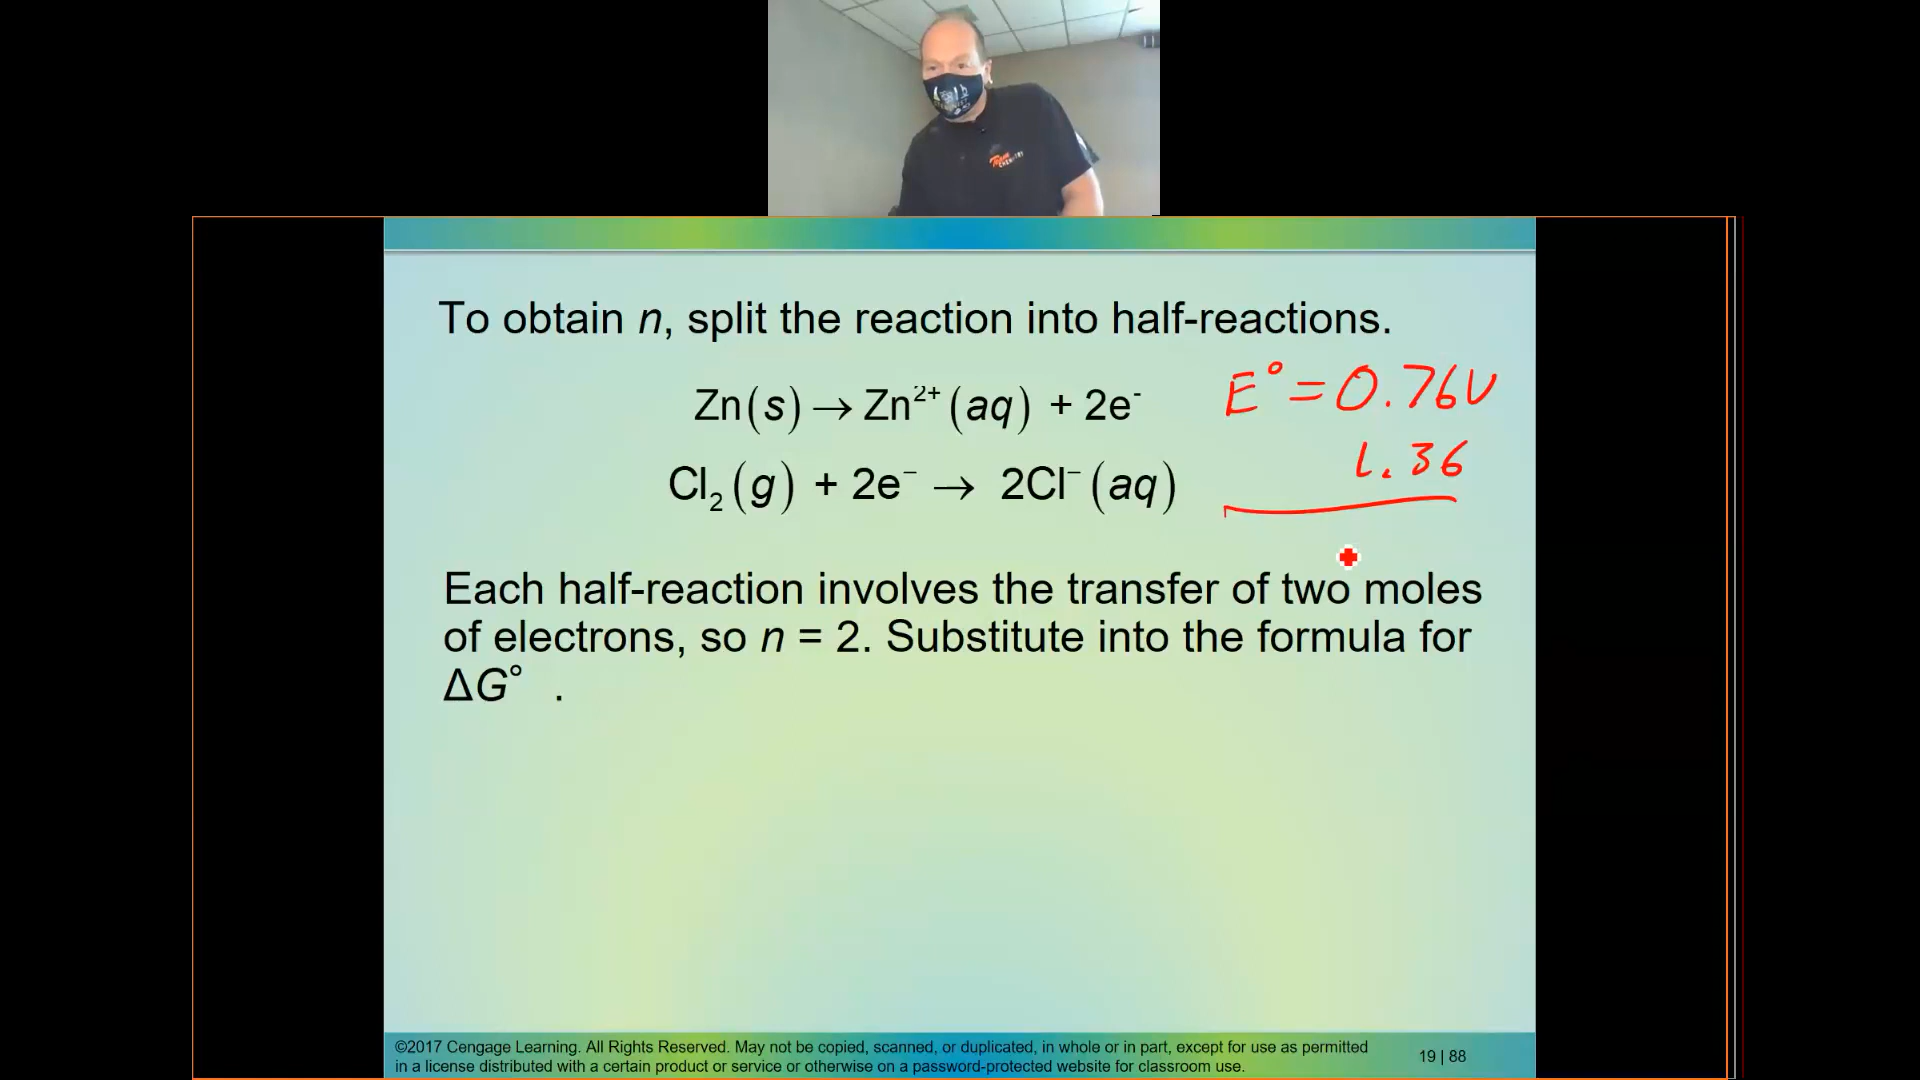 To obtain n, split the reaction into half-reactions.
Zn(s) → Zn²⁺(aq) + 2e⁻ E° = 0.76V
Cl₂(g) + 2e⁻ → 2Cl⁻(aq) 1.36
Each half-reaction involves the transfer of two moles
of electrons, so n = 2. Substitute into the formula for
ΔG° .
©2017 Cengage Learning. All Rights Reserved. May not be copied, scanned, or duplicated, in whole or in part, except for use as permitted
in a license distributed with a certain product or service or otherwise on a password-protected website for classroom use.
19 | 88